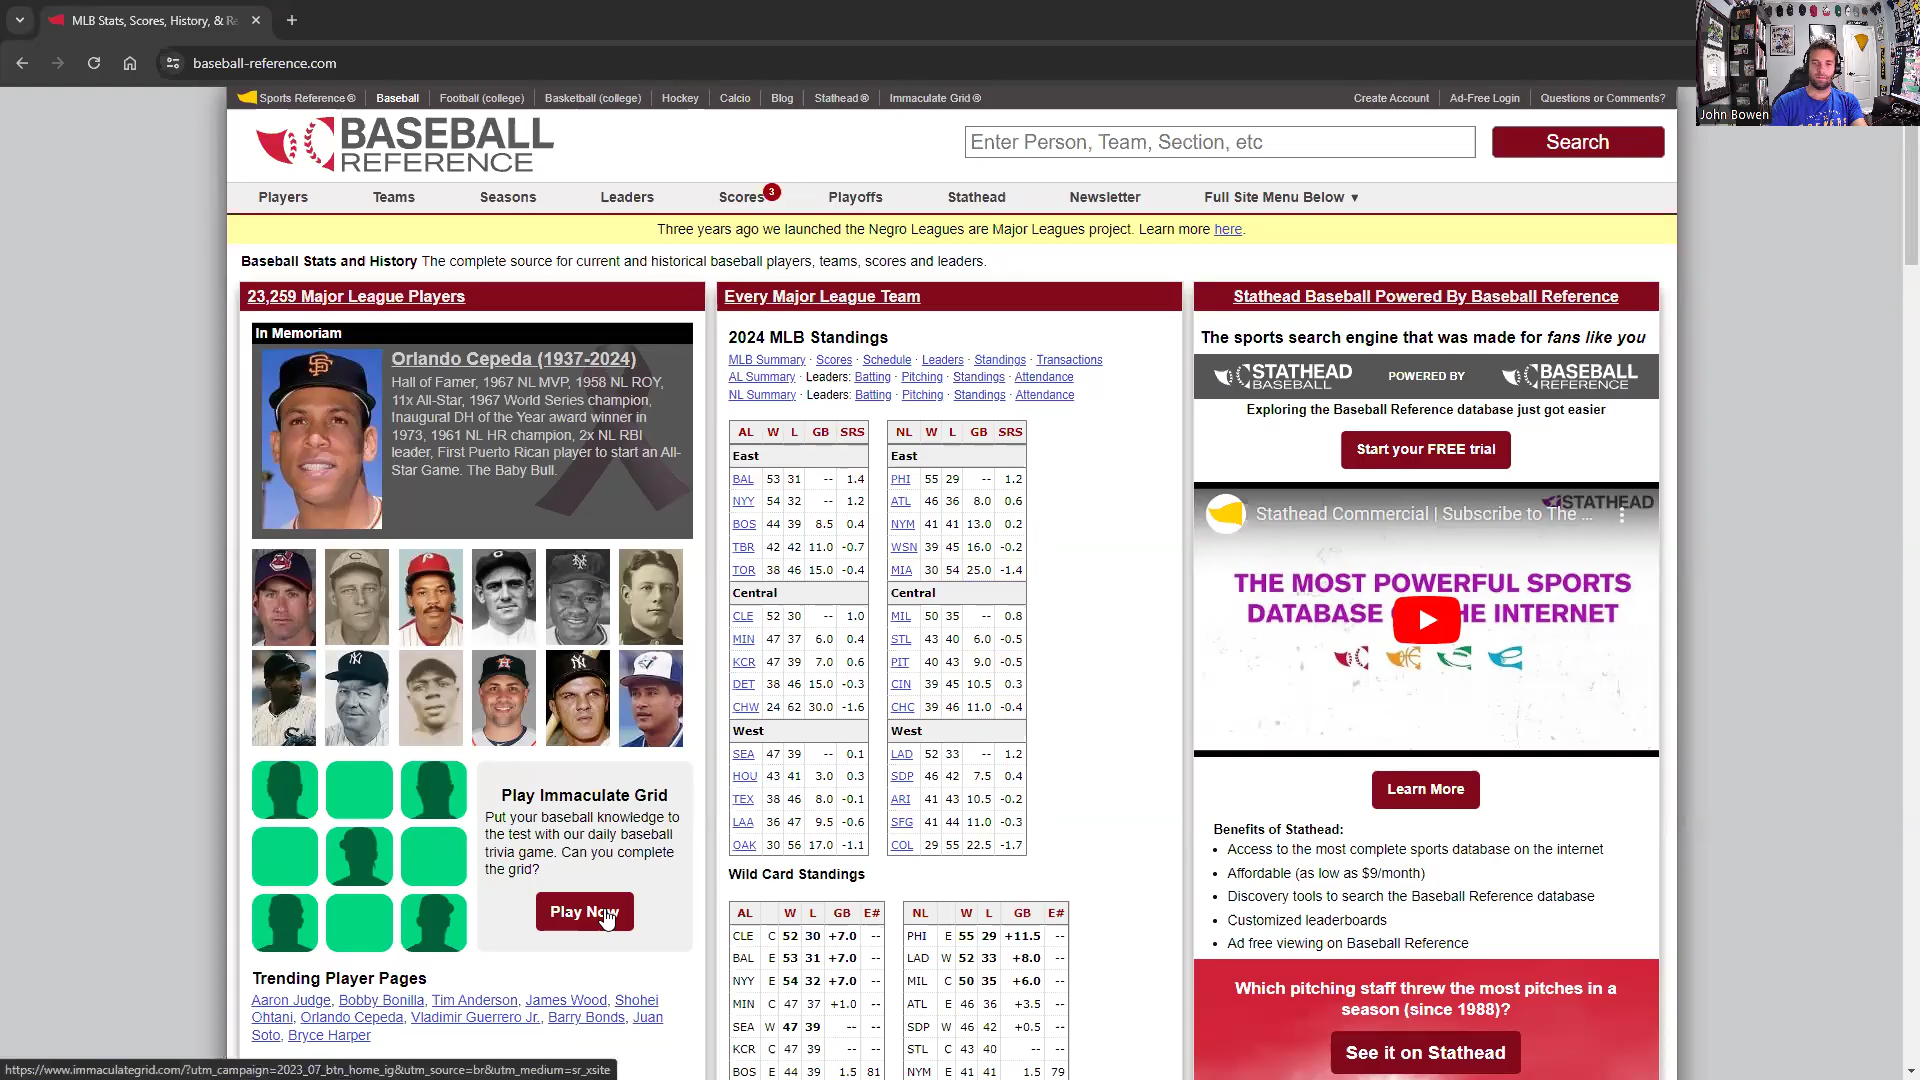 MLB Stats, Scores, History, & Re
baseball-reference.com
Sports Reference® Baseball Football (college) Basketball (college) Hockey Calcio Blog Stathead® Immaculate Grid® Create Account Ad-Free Login Questions or Comments?
BASEBALL
REFERENCE
Enter Person, Team, Section, etc
Search
John Bowen
Players Teams Seasons Leaders Scores 3 Playoffs Stathead Newsletter Full Site Menu Below ▼
Three years ago we launched the Negro Leagues are Major Leagues project. Learn more here.
Baseball Stats and History The complete source for current and historical baseball players, teams, scores and leaders.
23,259 Major League Players
In Memoriam
Orlando Cepeda (1937-2024)
Hall of Famer, 1967 NL MVP, 1958 NL ROY,
11x All-Star, 1967 World Series champion,
Inaugural DH of the Year award winner in
1973, 1961 NL HR champion, 2x NL RBI
leader, First Puerto Rican player to start an All-
Star Game. The Baby Bull.
Play Immaculate Grid
Put your baseball knowledge to
the test with our daily baseball
trivia game. Can you complete
the grid?
Play Now
Trending Player Pages
Aaron Judge, Bobby Bonilla, Tim Anderson, James Wood, Shohei
Ohtani, Orlando Cepeda, Vladimir Guerrero Jr., Barry Bonds, Juan
Soto, Bryce Harper
https://www.immaculategrid.com/?utm_campaign=2023_07_btn_home_ig&utm_source=br&utm_medium=sr_xsite
Every Major League Team
2024 MLB Standings
MLB Summary · Scores · Schedule · Leaders · Standings · Transactions
AL Summary · Leaders: Batting · Pitching · Standings · Attendance
NL Summary · Leaders: Batting · Pitching · Standings · Attendance
AL W L GB SRS
East
BAL 53 31 -- 1.4
NYY 54 32 -- 1.2
BOS 44 39 8.5 0.4
TBR 42 42 11.0 -0.7
TOR 38 46 15.0 -0.4
Central
CLE 52 30 -- 1.0
MIN 47 37 6.0 0.4
KCR 47 39 7.0 0.6
DET 38 46 15.0 -0.3
CHW 24 62 30.0 -1.6
West
SEA 47 39 -- 0.1
HOU 43 41 3.0 0.3
TEX 38 46 8.0 -0.1
LAA 36 47 9.5 -0.6
OAK 30 56 17.0 -1.1
NL W L GB SRS
East
PHI 55 29 -- 1.2
ATL 46 36 8.0 0.6
NYM 41 41 13.0 0.2
WSN 39 45 16.0 -0.2
MIA 30 54 25.0 -1.4
Central
MIL 50 35 -- 0.8
STL 43 40 6.0 -0.5
PIT 40 43 9.0 -0.5
CIN 39 45 10.5 0.3
CHC 39 46 11.0 -0.4
West
LAD 52 33 -- 1.2
SDP 46 42 7.5 0.4
ARI 41 43 10.5 -0.2
SFG 41 44 11.0 -0.3
COL 29 55 22.5 -1.7
Wild Card Standings
AL W L GB E#
CLE C 52 30 +7.0 --
BAL E 53 31 +7.0 --
NYY E 54 32 +7.0 --
MIN C 47 37 +1.0 --
SEA W 47 39 -- --
KCR C 47 39 -- --
BOS E 44 39 1.5 81
NL W L GB E#
PHI E 55 29 +11.5 --
LAD W 52 33 +8.0 --
MIL C 50 35 +6.0 --
ATL E 46 36 +3.5 --
SDP W 46 42 +0.5 --
STL C 43 40 -- --
NYM E 41 41 1.5 79
Stathead Baseball Powered By Baseball Reference
The sports search engine that was made for fans like you
STATHEAD
BASEBALL
POWERED BY
BASEBALL
REFERENCE
Exploring the Baseball Reference database just got easier
Start your FREE trial
Stathead Commercial | Subscribe to The ...
STATHEAD
THE MOST POWERFUL SPORTS
DATABASE HE INTERNET
Learn More
Benefits of Stathead:
• Access to the most complete sports database on the internet
• Affordable (as low as $9/month)
• Discovery tools to search the Baseball Reference database
• Customized leaderboards
• Ad free viewing on Baseball Reference
Which pitching staff threw the most pitches in a
season (since 1988)?
See it on Stathead